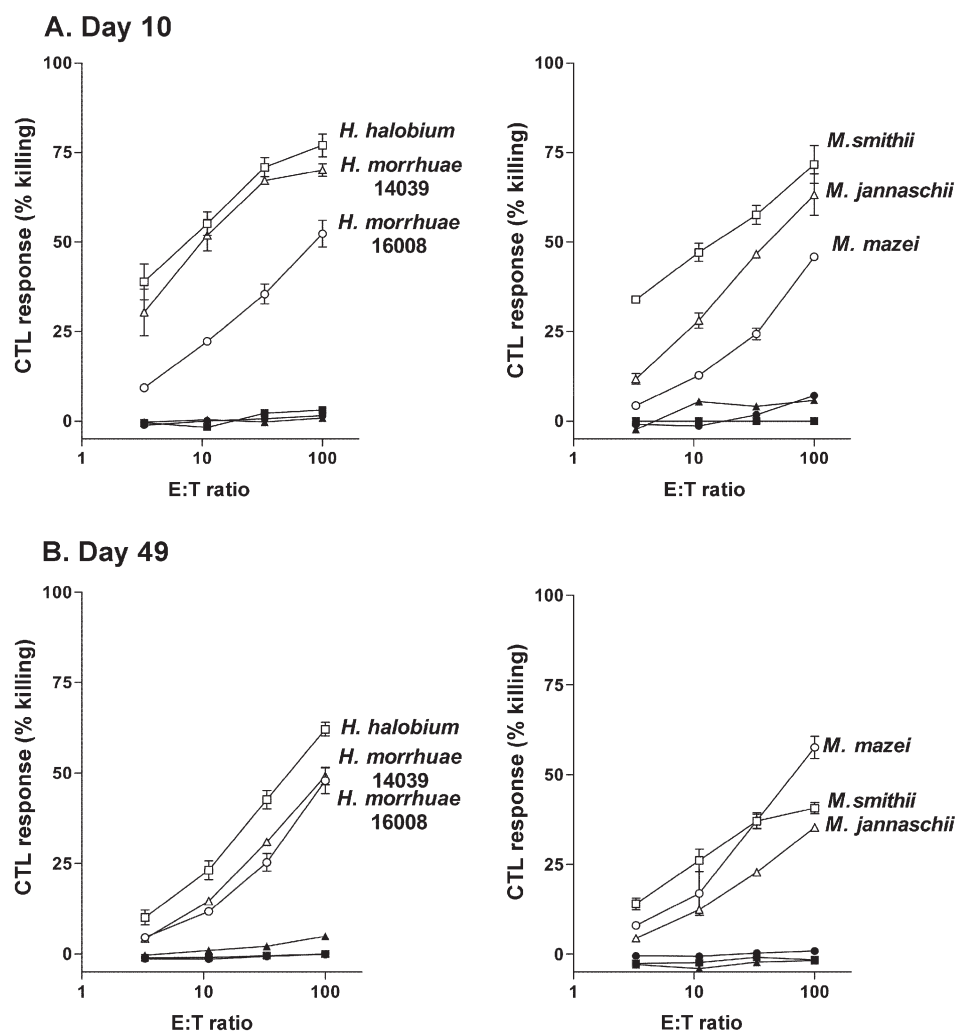 A. Day 10
100
75
50
25
0
1
10
100
CTL response (% killing)
E:T ratio
H. halobium
H. morrhuae
14039
H. morrhuae
16008
100
75
50
25
0
1
10
100
CTL response (% killing)
E:T ratio
M.smithii
M. jannaschii
M. mazei
B. Day 49
100
75
50
25
0
1
10
100
CTL response (% killing)
E:T ratio
H. halobium
H. morrhuae
14039
H. morrhuae
16008
100
75
50
25
0
1
10
100
CTL response (% killing)
E:T ratio
M. mazei
M.smithii
M. jannaschii